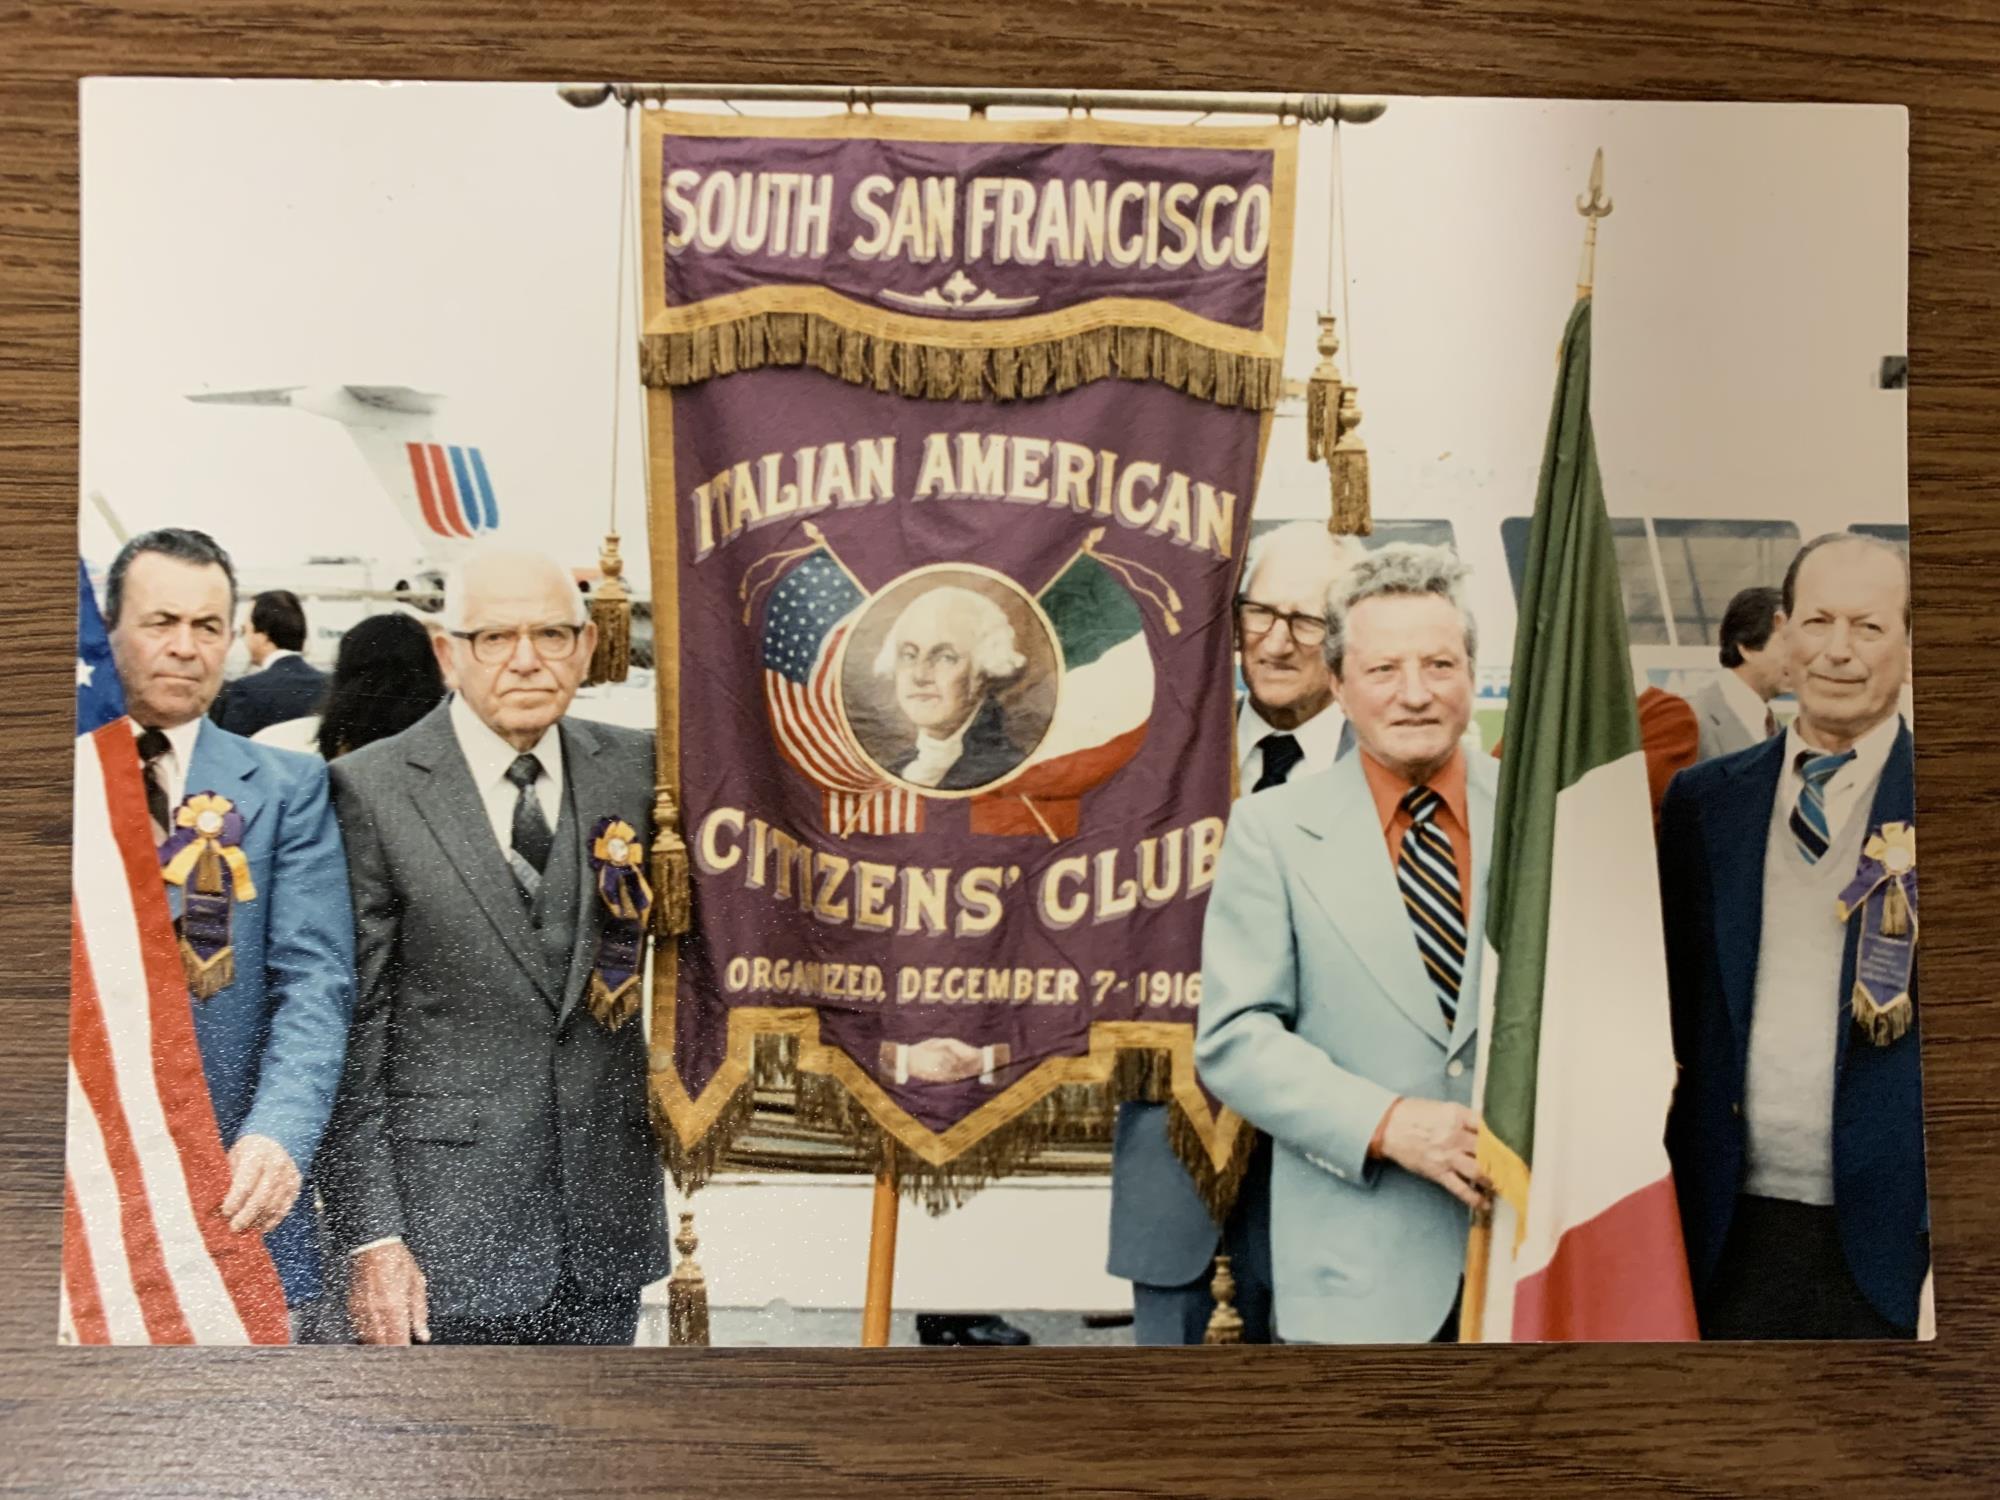 SOUTH SAN FRANCISCO
ITALIAN AMERICAN
CITIZENS' CLUB
ORGANIZED, DECEMBER 7-1916